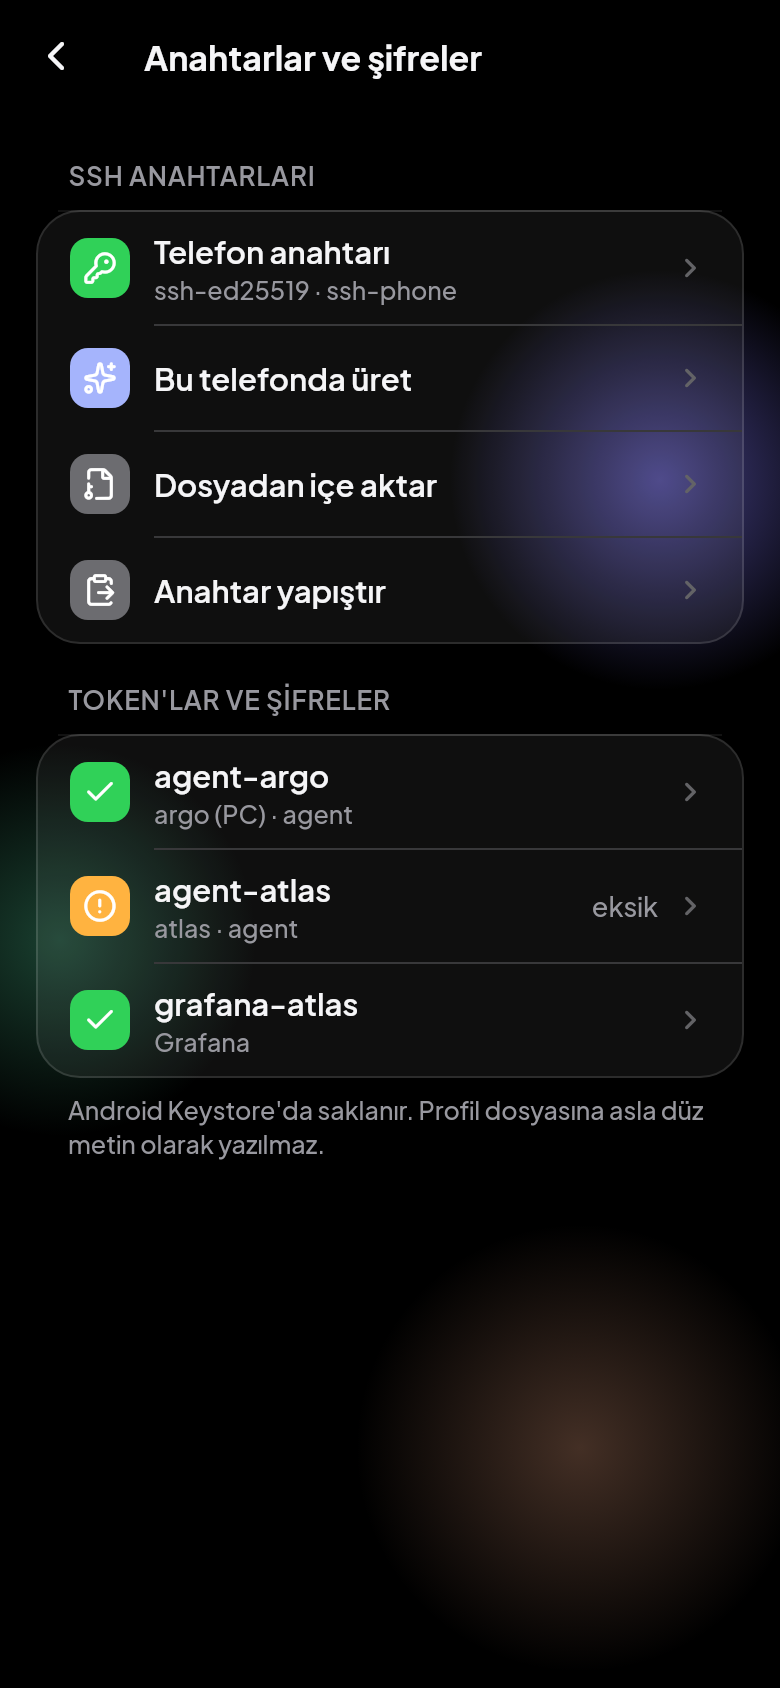 Anahtarlar ve şifreler
SSH ANAHTARLARI
Telefon anahtarı
ssh-ed25519 · ssh-phone
Bu telefonda üret
Dosyadan içe aktar
Anahtar yapıştır
TOKEN'LAR VE ŞİFRELER
agent-argo
argo (PC) · agent
agent-atlas
eksik
atlas · agent
grafana-atlas
Grafana
Android Keystore'da saklanır. Profil dosyasına asla düz
metin olarak yazılmaz.